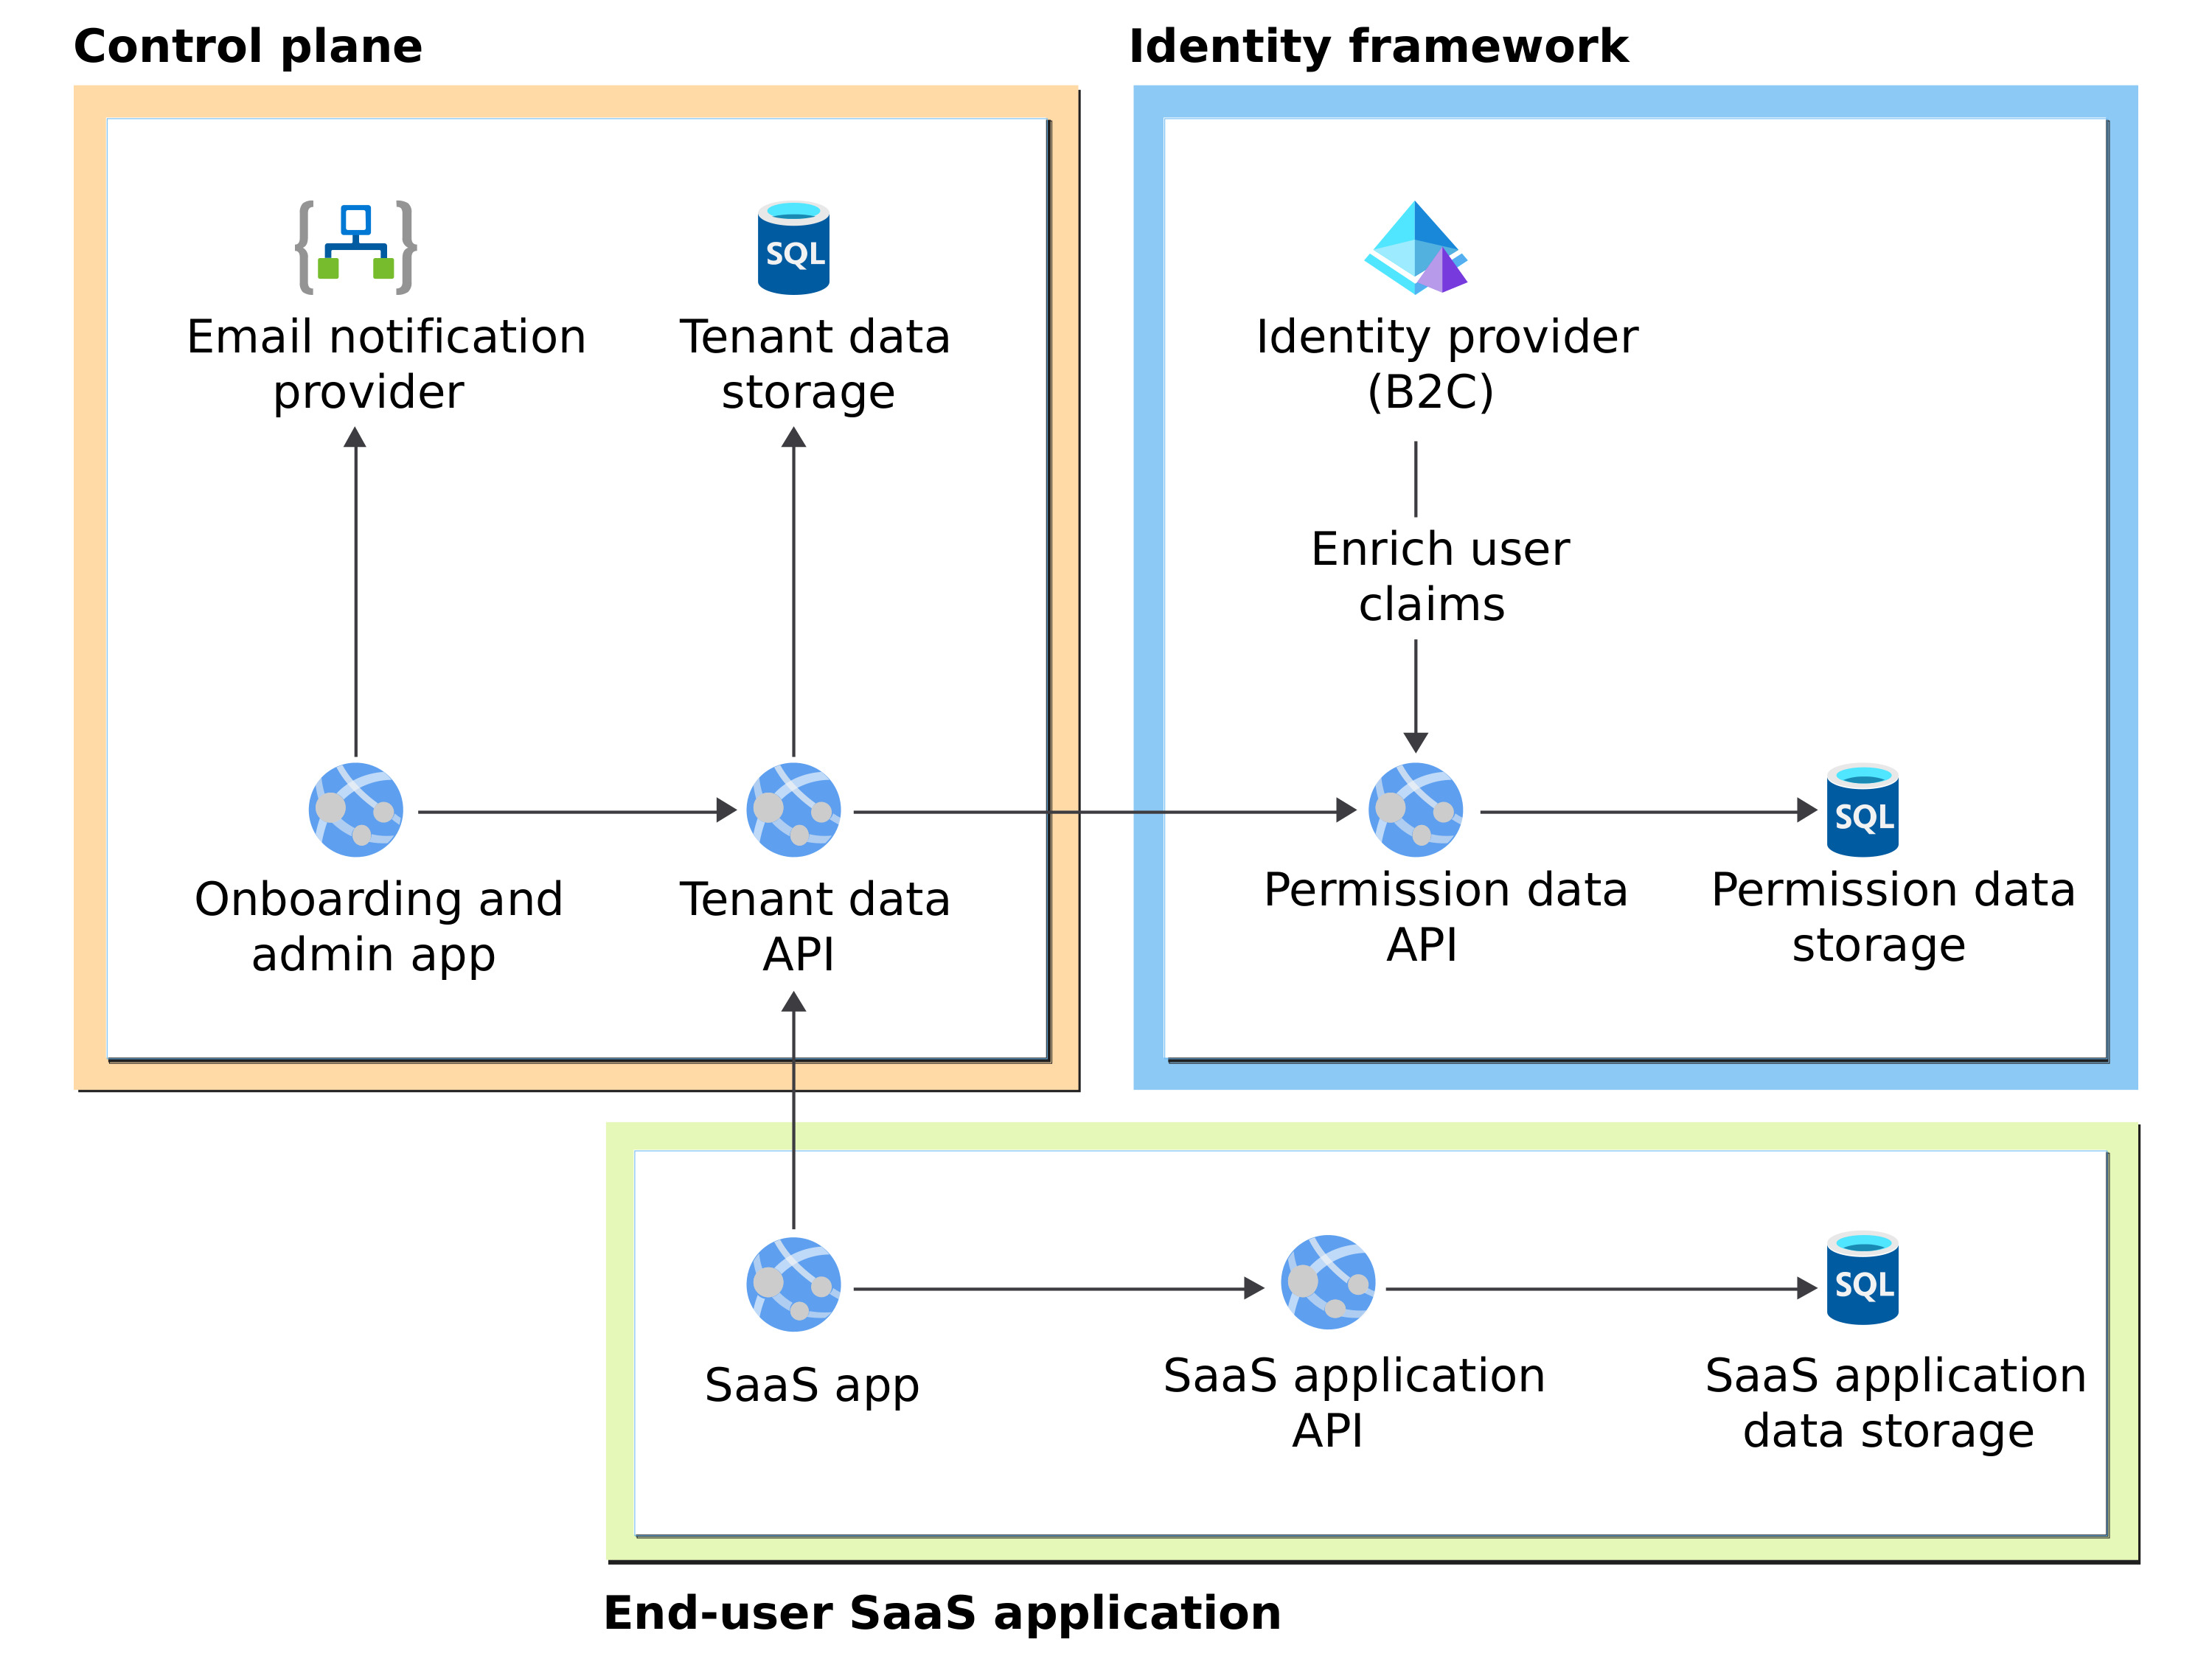 Control plane
Identity framework
Email notification
provider
SQL
Tenant data
storage
Identity provider
(B2C)
Enrich user
claims
Onboarding and
admin app
Tenant data
API
Permission data
API
SQL
Permission data
storage
SaaS app
SaaS application
API
SQL
SaaS application
data storage
End-user SaaS application